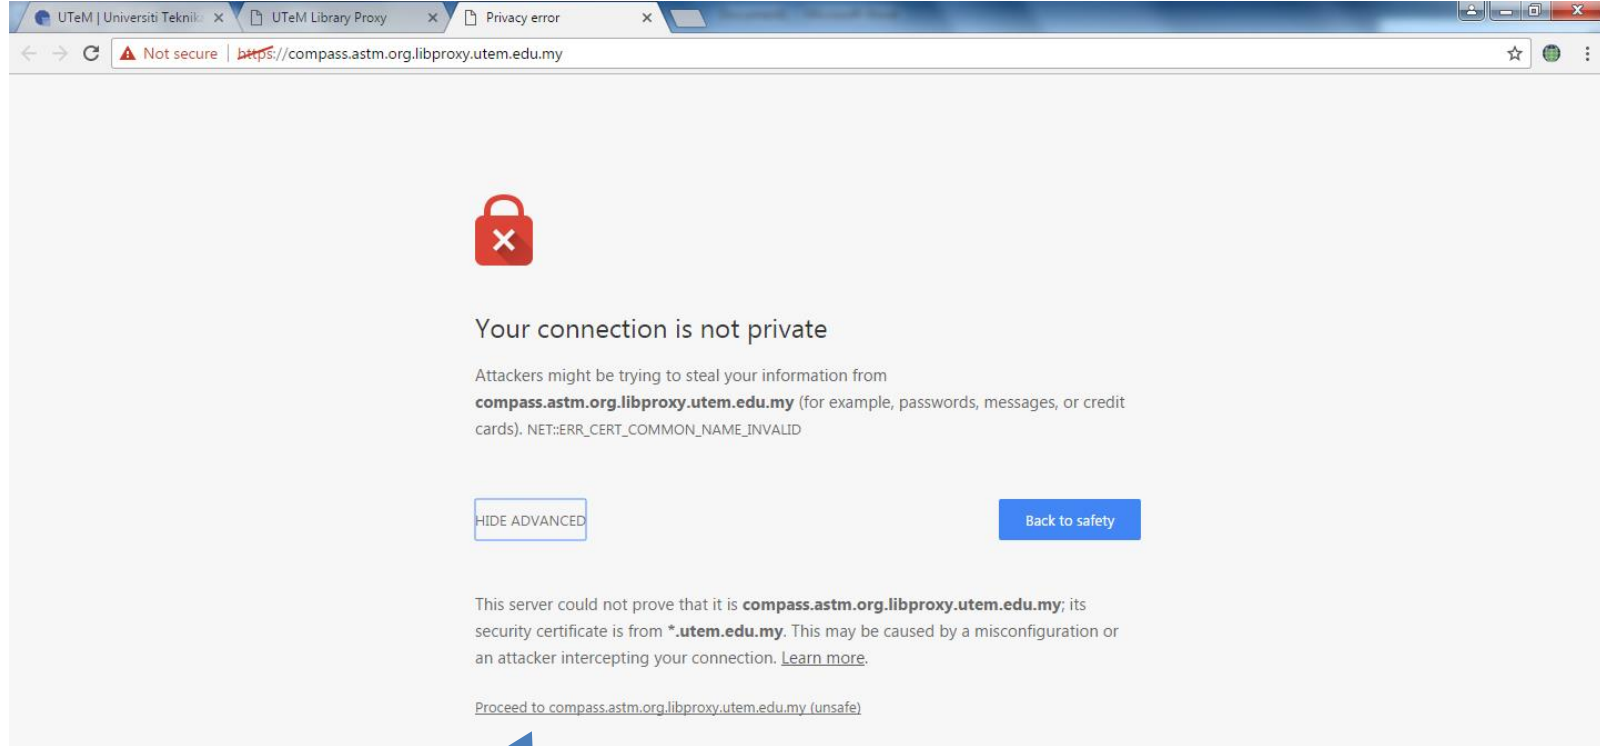 UTeM | Universiti Teknik
UTeM Library Proxy
Privacy error
Not secure | https://compass.astm.org.libproxy.utem.edu.my
Your connection is not private
Attackers might be trying to steal your information from
compass.astm.org.libproxy.utem.edu.my (for example, passwords, messages, or credit
cards). NET::ERR_CERT_COMMON_NAME_INVALID
HIDE ADVANCED
Back to safety
This server could not prove that it is compass.astm.org.libproxy.utem.edu.my; its
security certificate is from *.utem.edu.my. This may be caused by a misconfiguration or
an attacker intercepting your connection. Learn more.
Proceed to compass.astm.org.libproxy.utem.edu.my (unsafe)